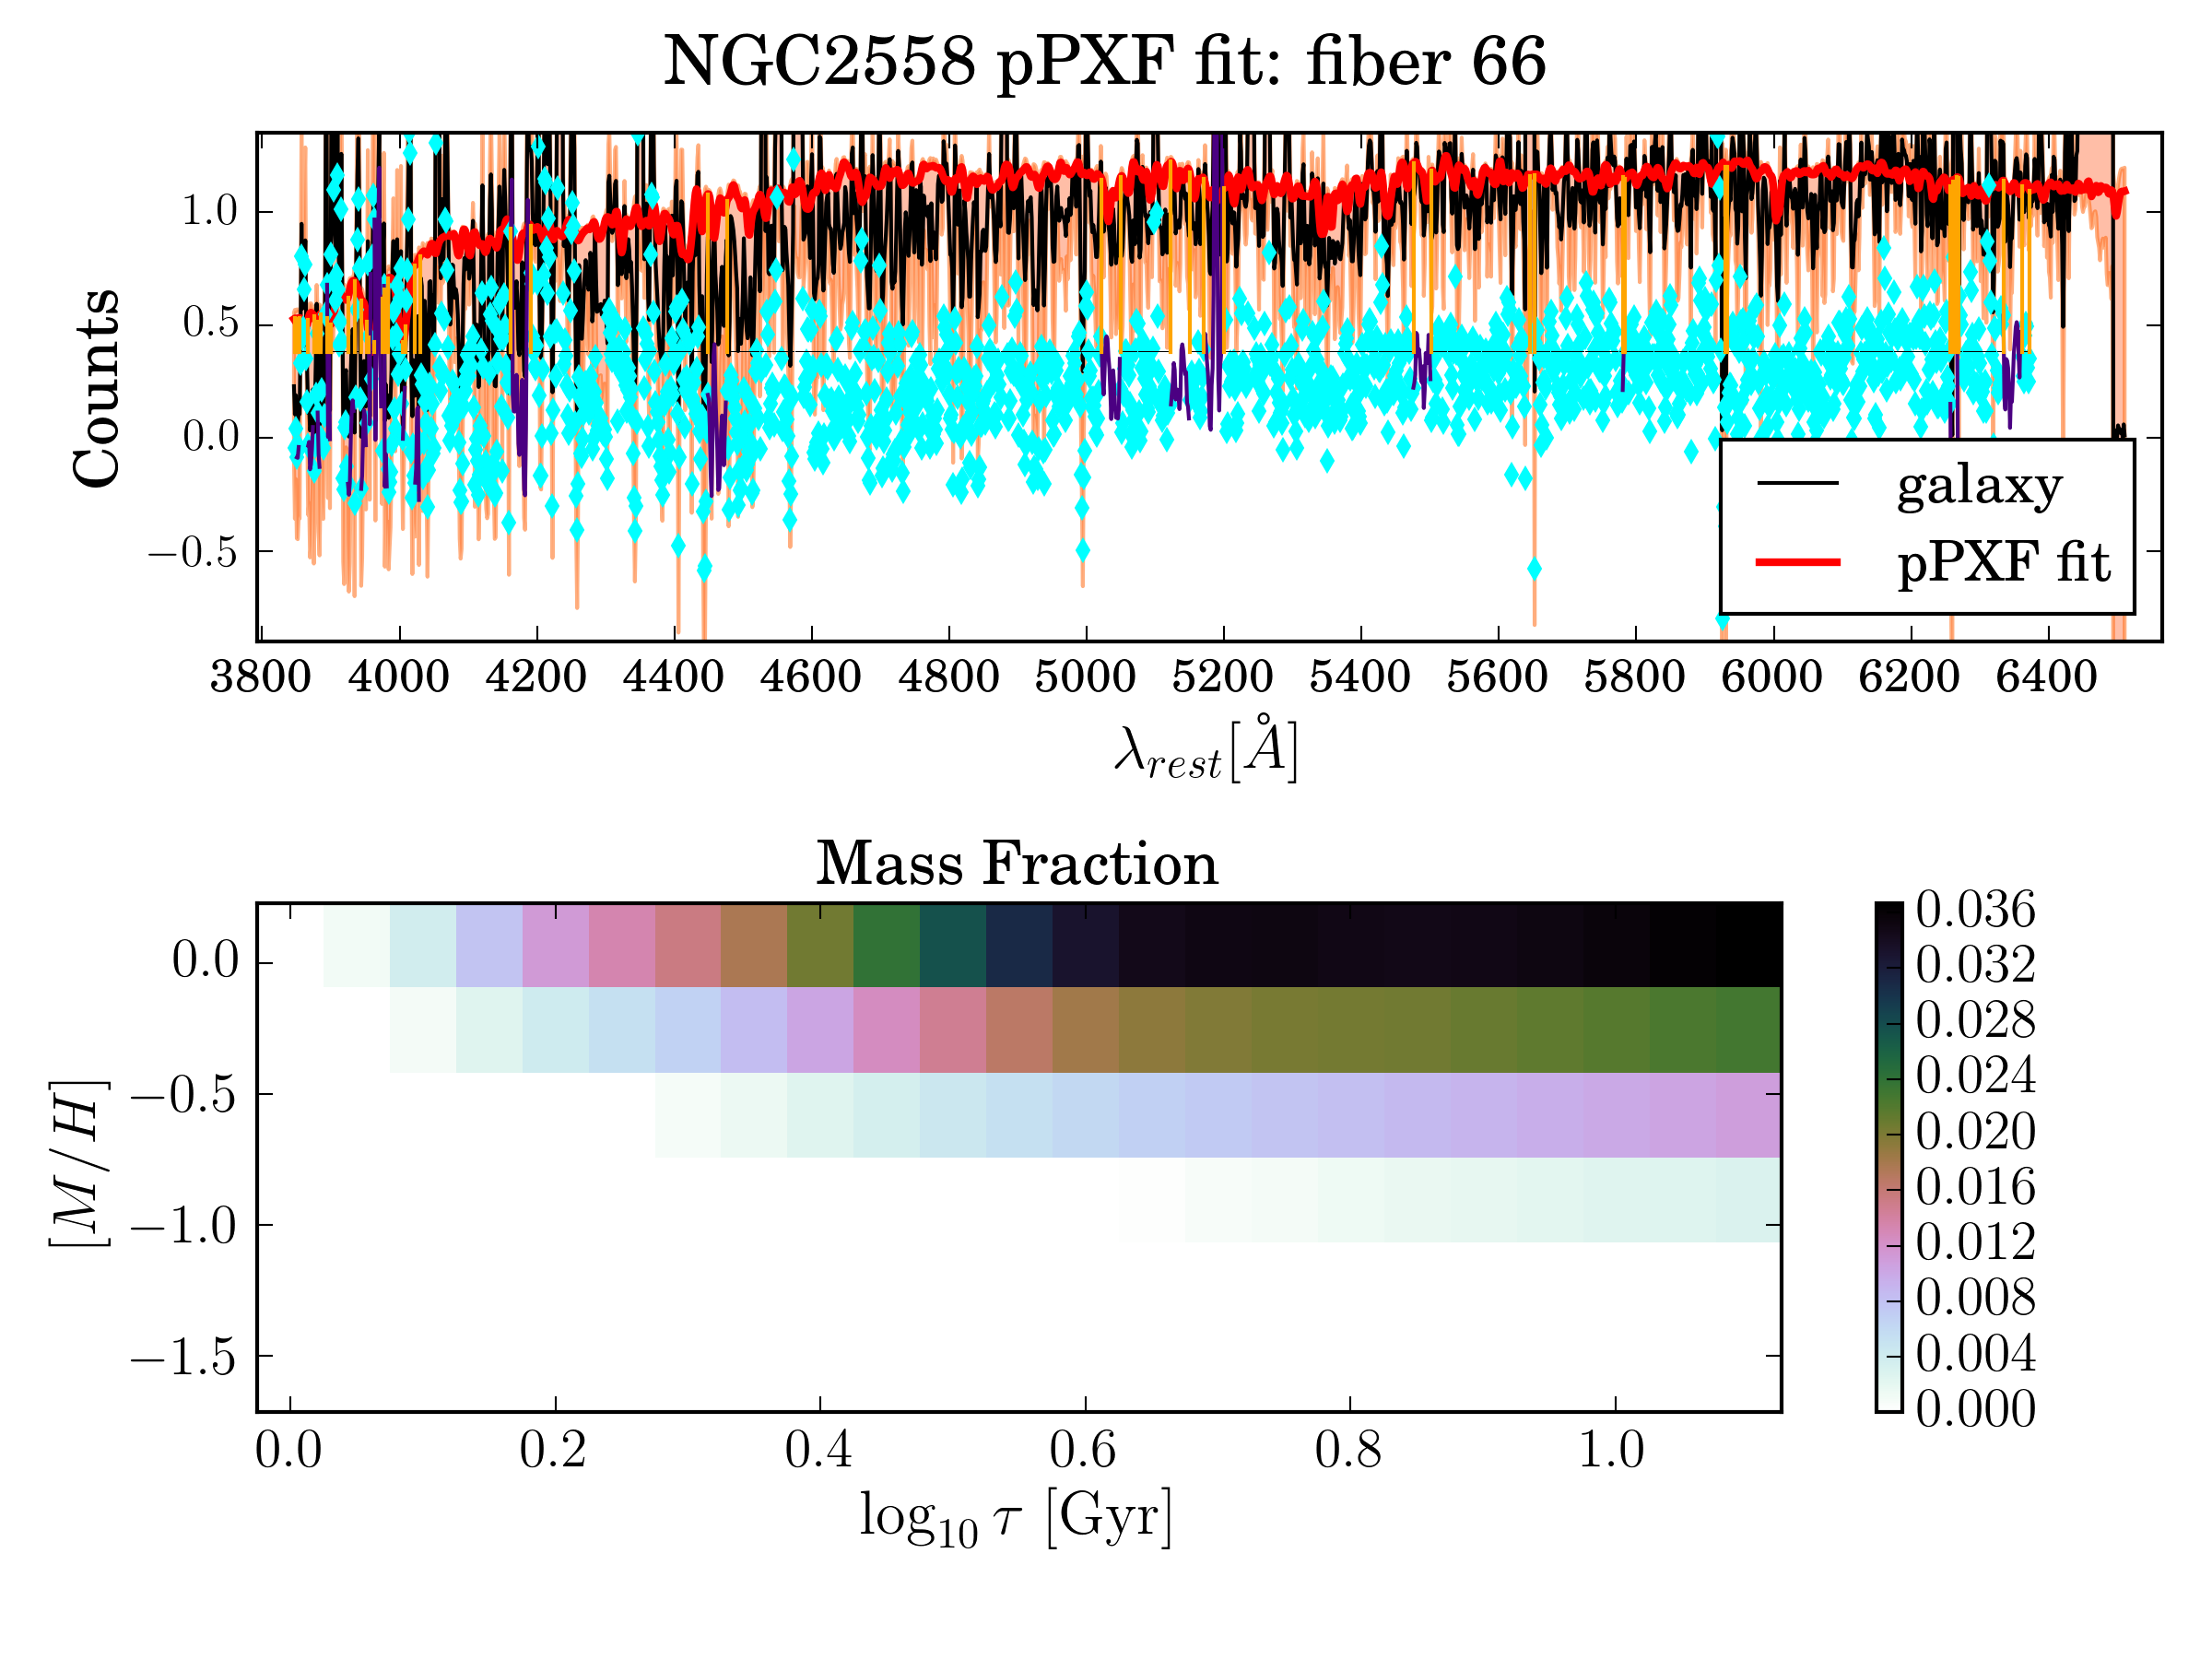 NGC2558 pPXF fit: fiber 66
Counts
1.0
0.5
0.0
−0.5
galaxy
pPXF fit
3800 4000 4200 4400 4600 4800 5000 5200 5400 5600 5800 6000 6200 6400
λrest[Å]
Mass Fraction
[M/H]
0.0
−0.5
−1.0
−1.5
0.036
0.032
0.028
0.024
0.020
0.016
0.012
0.008
0.004
0.000
0.0 0.2 0.4 0.6 0.8 1.0
log10 τ [Gyr]